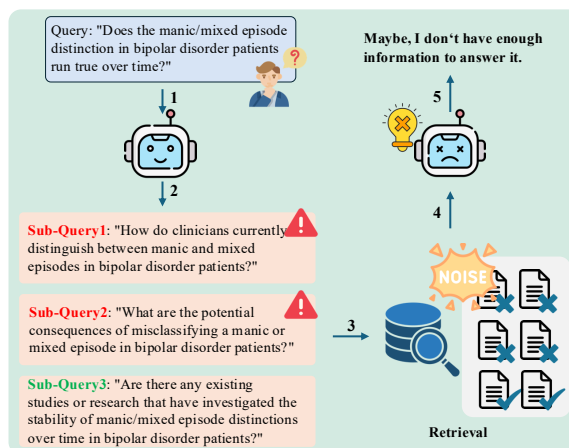 Query: "Does the manic/mixed episode
distinction in bipolar disorder patients
run true over time?"
?
1
2
Sub-Query1: "How do clinicians currently
distinguish between manic and mixed
episodes in bipolar disorder patients?"
Sub-Query2: "What are the potential
consequences of misclassifying a manic or
mixed episode in bipolar disorder patients?"
Sub-Query3: "Are there any existing
studies or research that have investigated the
stability of manic/mixed episode distinctions
over time in bipolar disorder patients?"
3
NOISE
Retrieval
4
5
Maybe, I don't have enough
information to answer it.